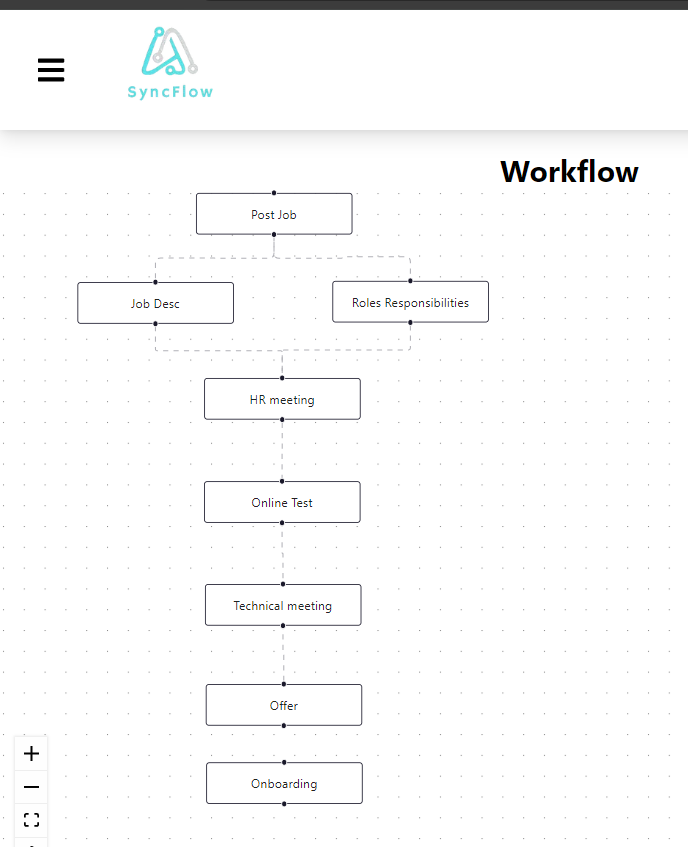 SyncFlow
Workflow
Post Job
Job Desc
Roles Responsibilities
HR meeting
Online Test
Technical meeting
Offer
Onboarding